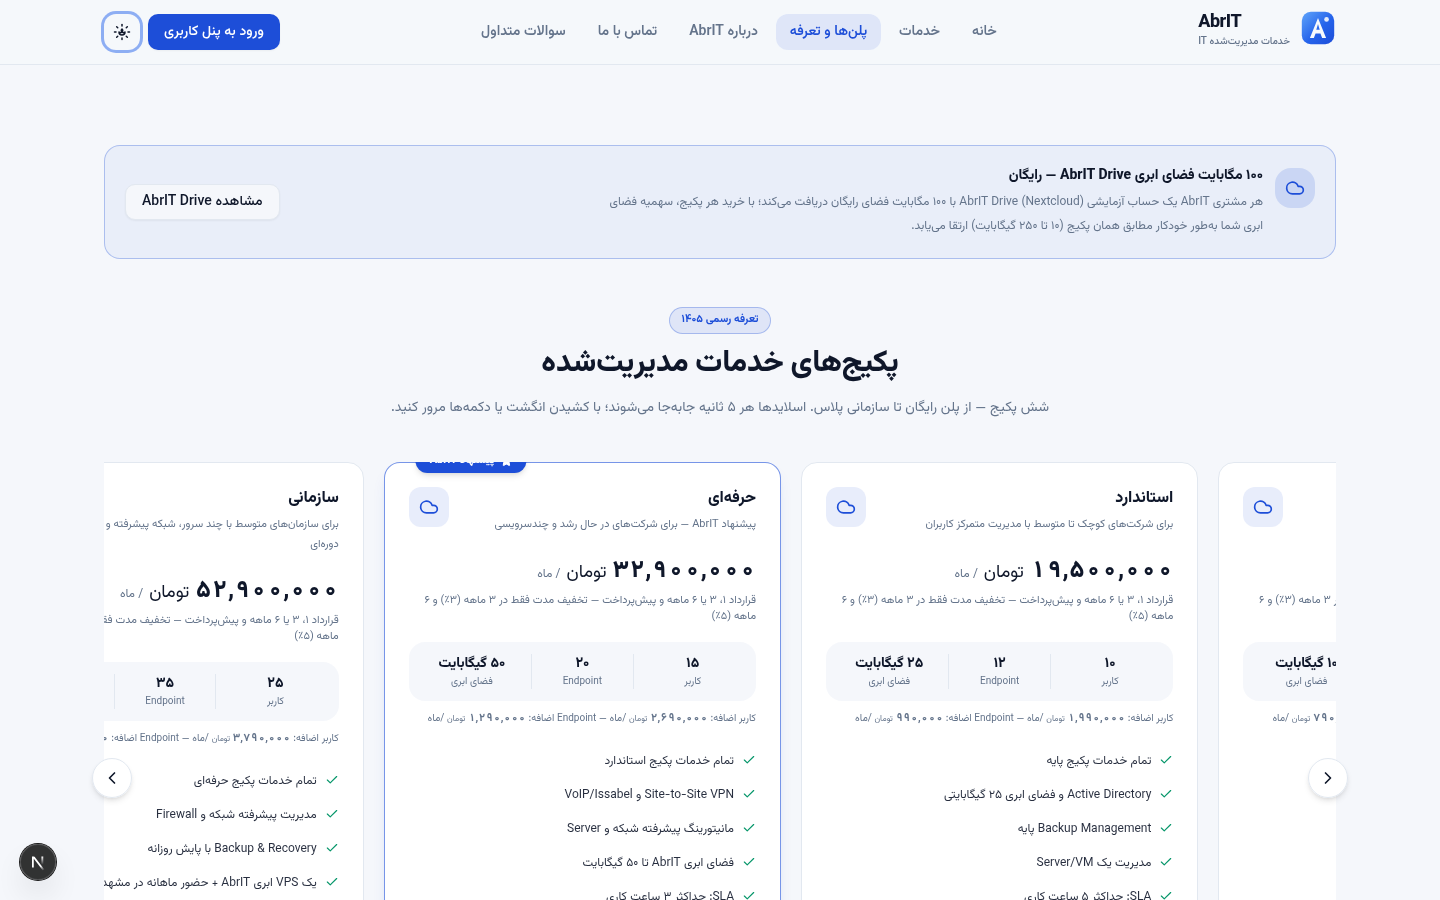 AbrIT
خدمات مدیریت‌شده IT
خانه
خدمات
پلن‌ها و تعرفه
درباره AbrIT
تماس با ما
سوالات متداول
ورود به پنل کاربری
۱۰۰ مگابایت فضای ابری AbrIT Drive — رایگان
هر مشتری AbrIT یک حساب آزمایشی AbrIT Drive (Nextcloud) با ۱۰۰ مگابایت فضای رایگان دریافت می‌کند؛ با خرید هر پکیج، سهمیه فضای
ابری شما به‌طور خودکار مطابق همان پکیج (۱۰ تا ۲۵۰ گیگابایت) ارتقا می‌یابد.
مشاهده AbrIT Drive
تعرفه رسمی ۱۴۰۵
پکیج‌های خدمات مدیریت‌شده
شش پکیج — از پلن رایگان تا سازمانی پلاس. اسلایدها هر ۵ ثانیه جابه‌جا می‌شوند؛ با کشیدن انگشت یا دکمه‌ها مرور کنید.
۳ ماهه (۳٪) و ۶
۱۰ گیگابایت
فضای ابری
تومان /ماه
استاندارد
برای شرکت‌های کوچک تا متوسط با مدیریت متمرکز کاربران
۱۹,۵۰۰,۰۰۰ تومان / ماه
قرارداد ۱، ۳ یا ۶ ماهه و پیش‌پرداخت — تخفیف مدت فقط در ۳ ماهه (۳٪) و ۶
ماهه (۵٪)
۱۰
کاربر
۱۲
Endpoint
۲۵ گیگابایت
فضای ابری
کاربر اضافه: ۱,۹۹۰,۰۰۰ تومان /ماه — Endpoint اضافه: ۹۹۰,۰۰۰ تومان /ماه
تمام خدمات پکیج پایه
Active Directory و فضای ابری ۲۵ گیگابایتی
Backup Management پایه
مدیریت یک Server/VM
SLA: حداکثر ۵ ساعت کاری
حرفه‌ای
پیشنهاد AbrIT — برای شرکت‌های در حال رشد و چندسرویسی
۳۲,۹۰۰,۰۰۰ تومان / ماه
قرارداد ۱، ۳ یا ۶ ماهه و پیش‌پرداخت — تخفیف مدت فقط در ۳ ماهه (۳٪) و ۶
ماهه (۵٪)
۱۵
کاربر
۲۰
Endpoint
۵۰ گیگابایت
فضای ابری
کاربر اضافه: ۲,۶۹۰,۰۰۰ تومان /ماه — Endpoint اضافه: ۱,۲۹۰,۰۰۰ تومان /ماه
تمام خدمات پکیج استاندارد
Site-to-Site VPN و VoIP/Issabel
مانیتورینگ پیشرفته شبکه و Server
فضای ابری AbrIT تا ۵۰ گیگابایت
SLA: حداکثر ۳ ساعت کاری
سازمانی
برای سازمان‌های متوسط با چند سرور، شبکه پیشرفته و
دوره‌ای
۵۲,۹۰۰,۰۰۰ تومان / ماه
قرارداد ۱، ۳ یا ۶ ماهه و پیش‌پرداخت — تخفیف مدت
ماهه (۵٪)
۲۵
کاربر
۳۵
Endpoint
کاربر اضافه: ۳,۷۹۰,۰۰۰ تومان /ماه — Endpoint اضافه:
تمام خدمات پکیج حرفه‌ای
مدیریت پیشرفته شبکه و Firewall
Backup & Recovery با پایش روزانه
یک VPS ابری AbrIT + حضور ماهانه در مشهد